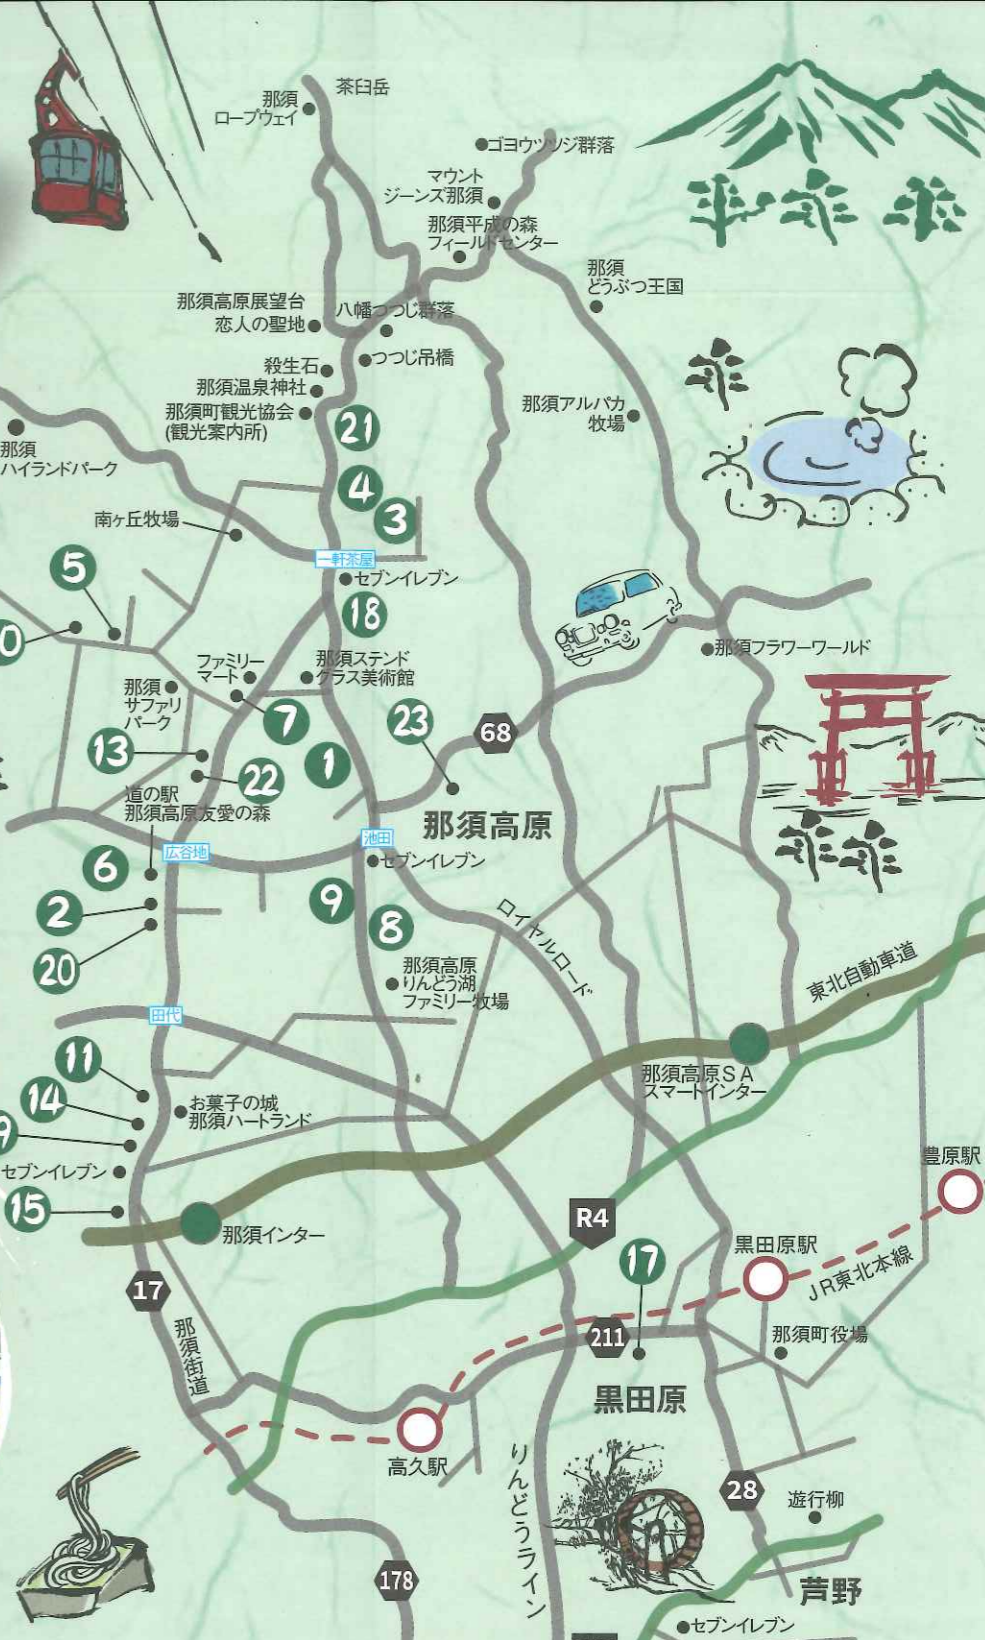 茶臼岳
那須
ロープウェイ
ゴヨウツツジ群落
マウント
ジーンズ那須
那須平成の森
フィールドセンター
那須
どうぶつ王国
那須高原展望台
恋人の聖地
八幡つつじ群落
つつじ吊橋
殺生石
那須温泉神社
那須町観光協会
(観光案内所)
那須アルパカ
牧場
21
那須
ハイランドパーク
4
3
南ヶ丘牧場
一軒茶屋
セブンイレブン
5
18
0
那須フラワーワールド
ファミリー
マート
那須ステンド
グラス美術館
那須
サファリ
パーク
7
23
68
13
22
1
道の駅
那須高原友愛の森
那須高原
池田
広谷地
セブンイレブン
6
2
9
8
20
ロイヤルロード
那須高原
りんどう湖
ファミリー牧場
東北自動車道
田代
11
那須高原SA
スマートインター
14
お菓子の城
那須ハートランド
9
セブンイレブン
豊原駅
15
那須インター
R4
17
黒田原駅
JR東北本線
17
211
那須町役場
那須街道
黒田原
高久駅
りんどうライン
28
遊行柳
178
芦野
セブンイレブン